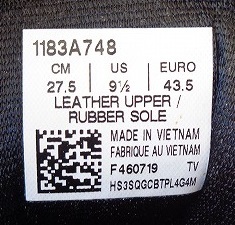 1183A748
CM US EURO
27.5 9½ 43.5
LEATHER UPPER /
RUBBER SOLE
MADE IN VIETNAM
FABRIQUE AU VIETNAM
F460719 TV
HS3SQGCBTPL4G4M